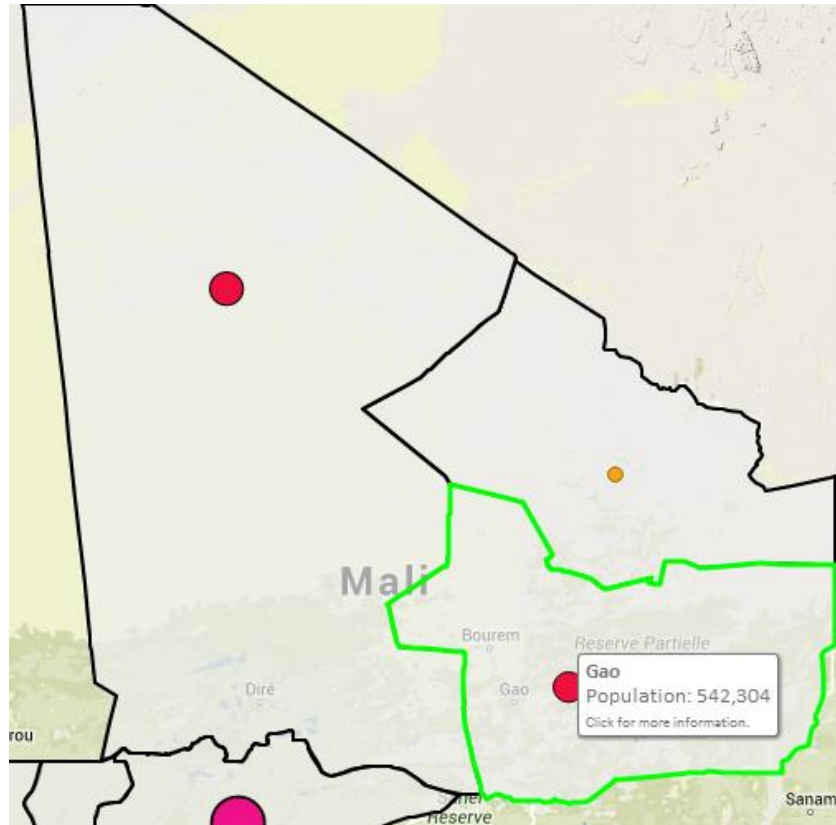 Mali
Bourem
Reserve Partielle
Gao
Population: 542,304
Click for more information.
Diré
Gao
rou
Sanam
Reserve